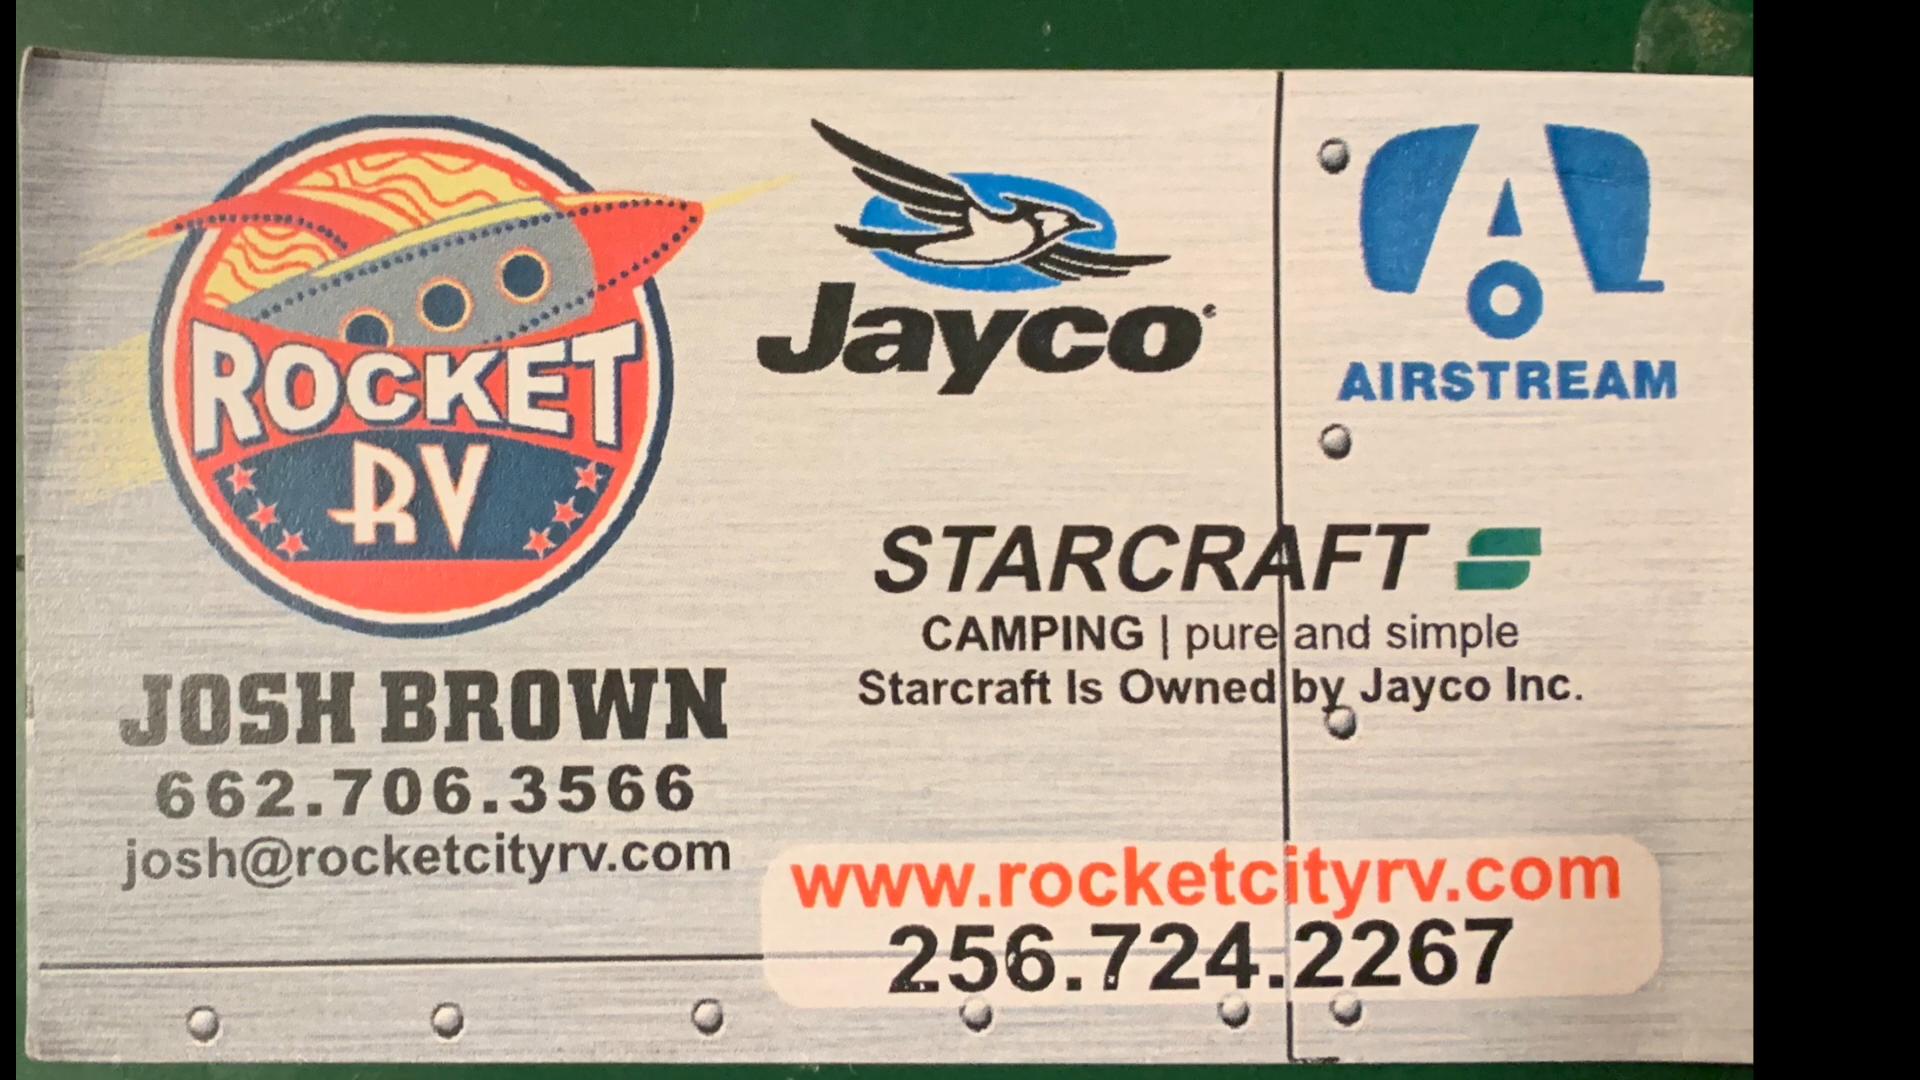 ROCKET
RV
JOSH BROWN
662.706.3566
josh@rocketcityrv.com
Jayco
AIRSTREAM
STARCRAFT
CAMPING | pure and simple
Starcraft Is Owned by Jayco Inc.
www.rocketcityrv.com
256.724.2267